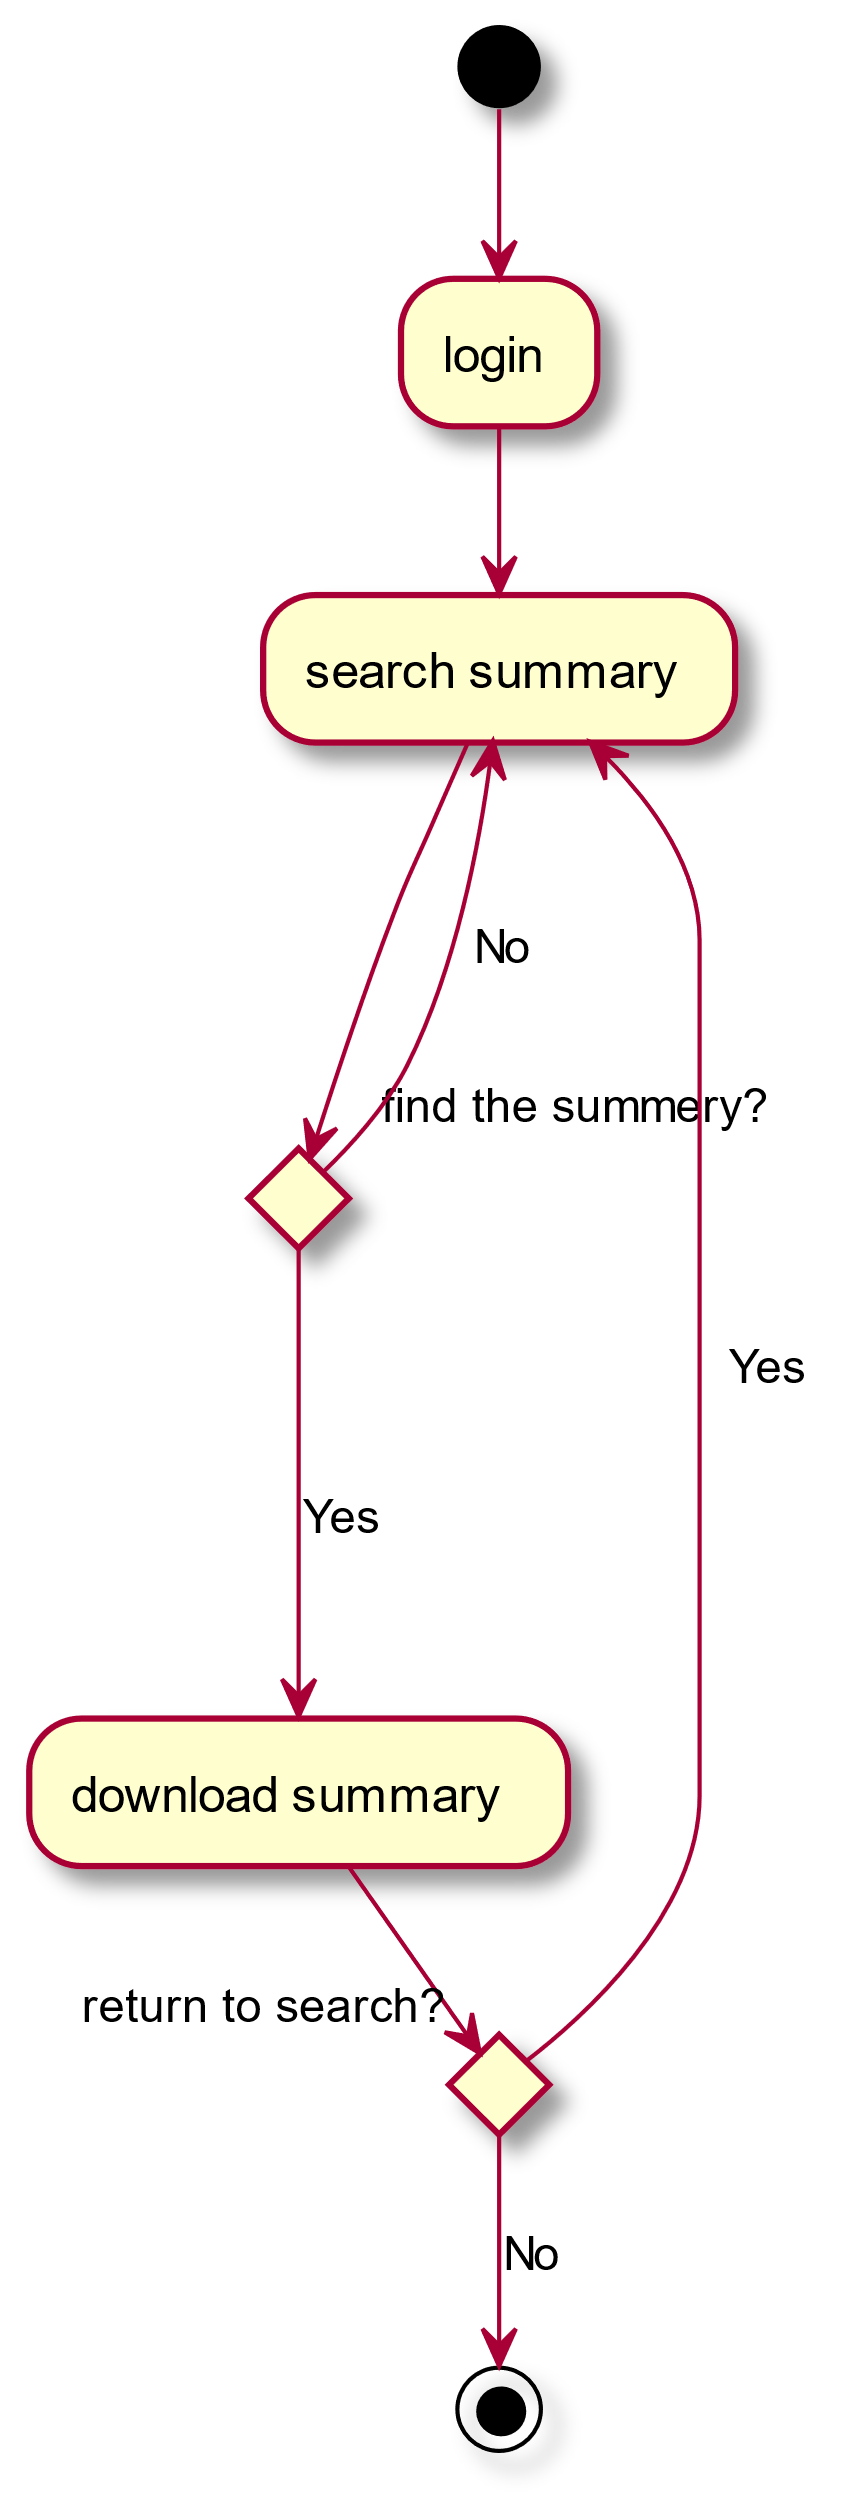 login
search summary
No
find the summery?
Yes
Yes
download summary
return to search?
No